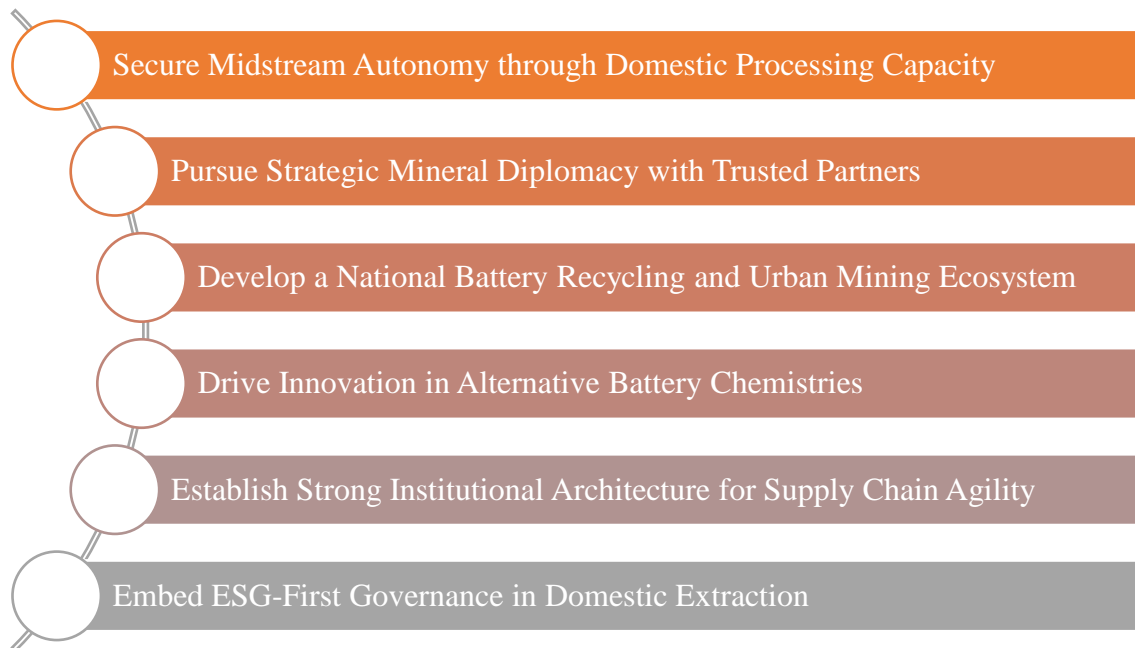 Secure Midstream Autonomy through Domestic Processing Capacity
Pursue Strategic Mineral Diplomacy with Trusted Partners
Develop a National Battery Recycling and Urban Mining Ecosystem
Drive Innovation in Alternative Battery Chemistries
Establish Strong Institutional Architecture for Supply Chain Agility
Embed ESG-First Governance in Domestic Extraction